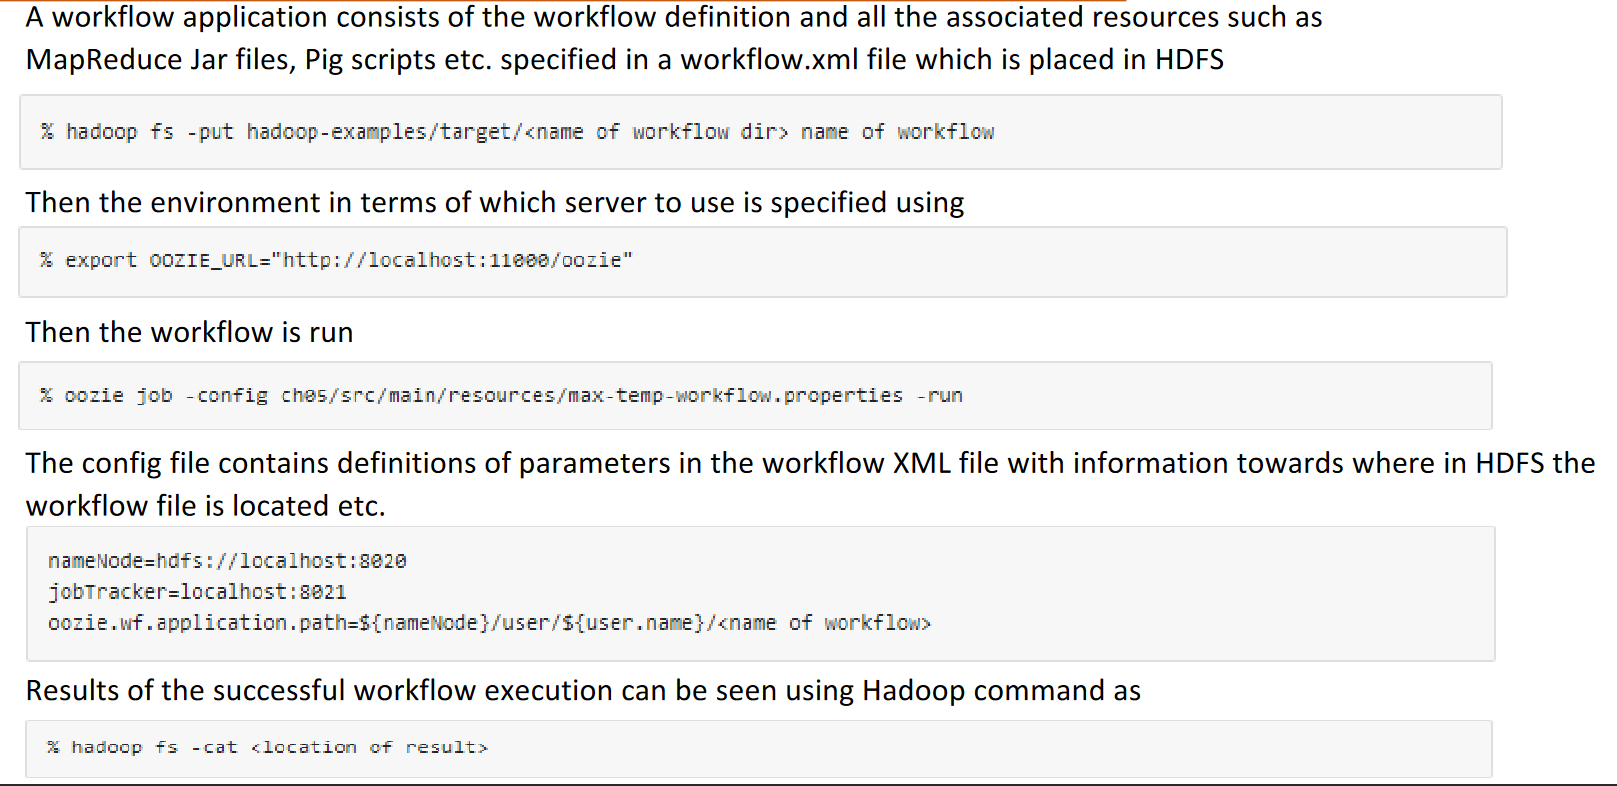 A workflow application consists of the workflow definition and all the associated resources such as
MapReduce Jar files, Pig scripts etc. specified in a workflow.xml file which is placed in HDFS
% hadoop fs -put hadoop-examples/target/<name of workflow dir> name of workflow
Then the environment in terms of which server to use is specified using
% export OOZIE_URL="http://localhost:11000/oozie"
Then the workflow is run
% oozie job -config ch05/src/main/resources/max-temp-workflow.properties -run
The config file contains definitions of parameters in the workflow XML file with information towards where in HDFS the
workflow file is located etc.
nameNode=hdfs://localhost:8020
jobTracker=localhost:8021
oozie.wf.application.path=${nameNode}/user/${user.name}/<name of workflow>
Results of the successful workflow execution can be seen using Hadoop command as
% hadoop fs -cat <location of result>